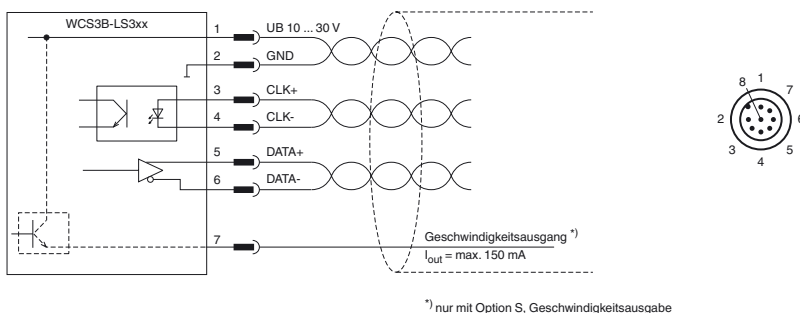 WCS3B-LS3xx
1 UB 10 ... 30 V
2 GND
3 CLK+
4 CLK-
5 DATA+
6 DATA-
7
Geschwindigkeitsausgang *)
Iout = max. 150 mA
*) nur mit Option S, Geschwindigkeitsausgabe
8 1 7
2 6
3 4 5